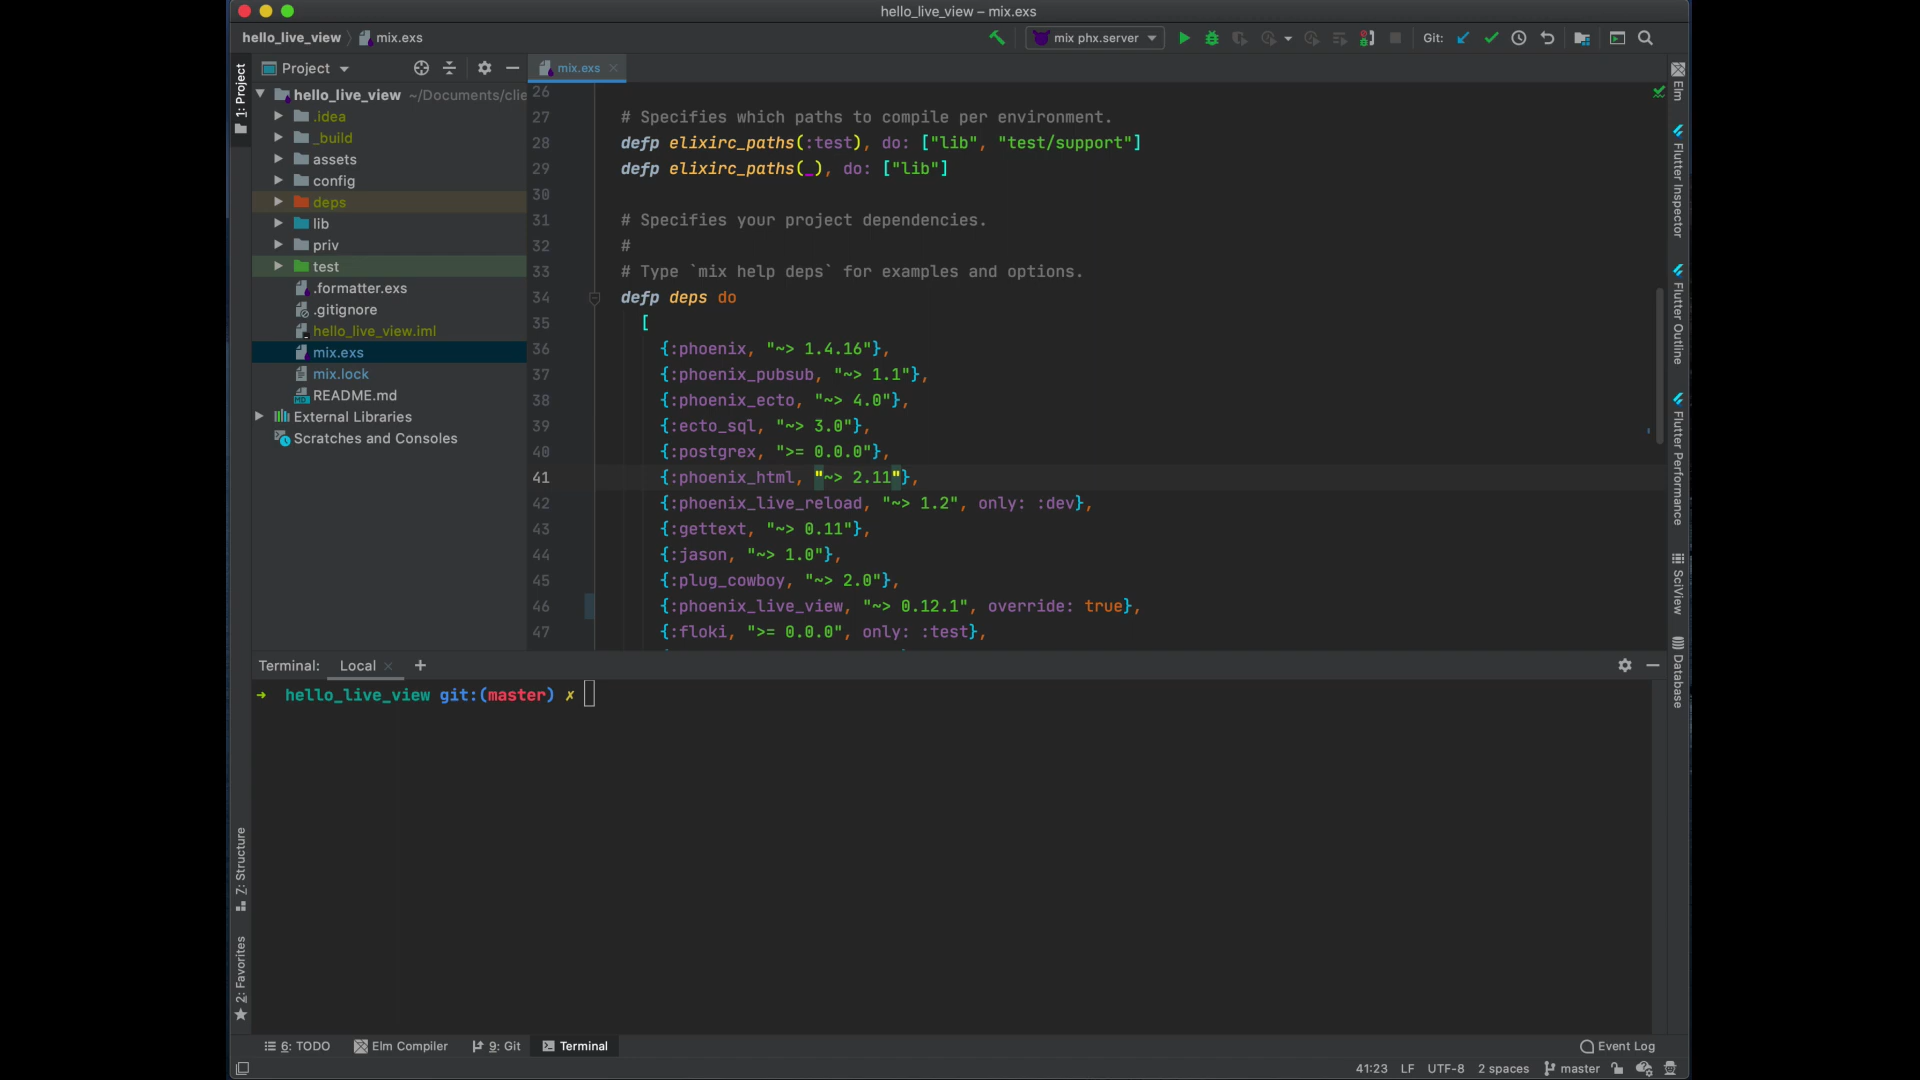 hello_live_view – mix.exs
hello_live_view
mix.exs
mix phx.server
Git:
1: Project
Project
mix.exs
hello_live_view ~/Documents/clie
.idea
_build
assets
config
deps
lib
priv
test
.formatter.exs
.gitignore
hello_live_view.iml
mix.exs
mix.lock
README.md
External Libraries
Scratches and Consoles
26
27 # Specifies which paths to compile per environment.
28 defp elixirc_paths(:test), do: ["lib", "test/support"]
29 defp elixirc_paths(_), do: ["lib"]
30
31 # Specifies your project dependencies.
32 #
33 # Type `mix help deps` for examples and options.
34 defp deps do
35 [
36 {:phoenix, "~> 1.4.16"},
37 {:phoenix_pubsub, "~> 1.1"},
38 {:phoenix_ecto, "~> 4.0"},
39 {:ecto_sql, "~> 3.0"},
40 {:postgrex, ">= 0.0.0"},
41 {:phoenix_html, "~> 2.11"},
42 {:phoenix_live_reload, "~> 1.2", only: :dev},
43 {:gettext, "~> 0.11"},
44 {:jason, "~> 1.0"},
45 {:plug_cowboy, "~> 2.0"},
46 {:phoenix_live_view, "~> 0.12.1", override: true},
47 {:floki, ">= 0.0.0", only: :test},
Elm
Flutter Inspector
Flutter Outline
Flutter Performance
SciView
Database
Terminal: Local +
➜ hello_live_view git:(master) ✗
7: Structure
2: Favorites
6: TODO
Elm Compiler
9: Git
Terminal
Event Log
41:23 LF UTF-8 2 spaces master